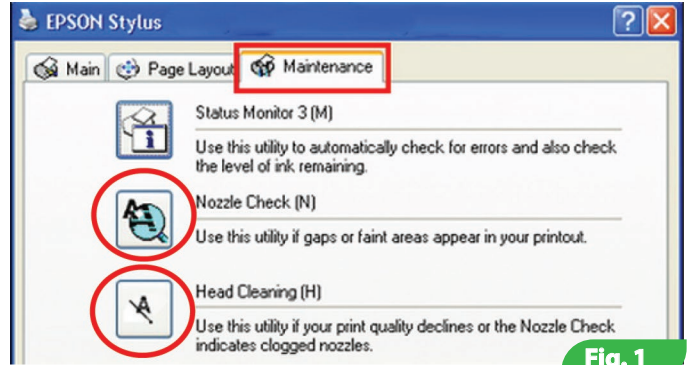 EPSON Stylus
Main Page Layout Maintenance
Status Monitor 3 (M)
Use this utility to automatically check for errors and also check
the level of ink remaining.
Nozzle Check (N)
Use this utility if gaps or faint areas appear in your printout.
Head Cleaning (H)
Use this utility if your print quality declines or the Nozzle Check
indicates clogged nozzles.
Fig. 1